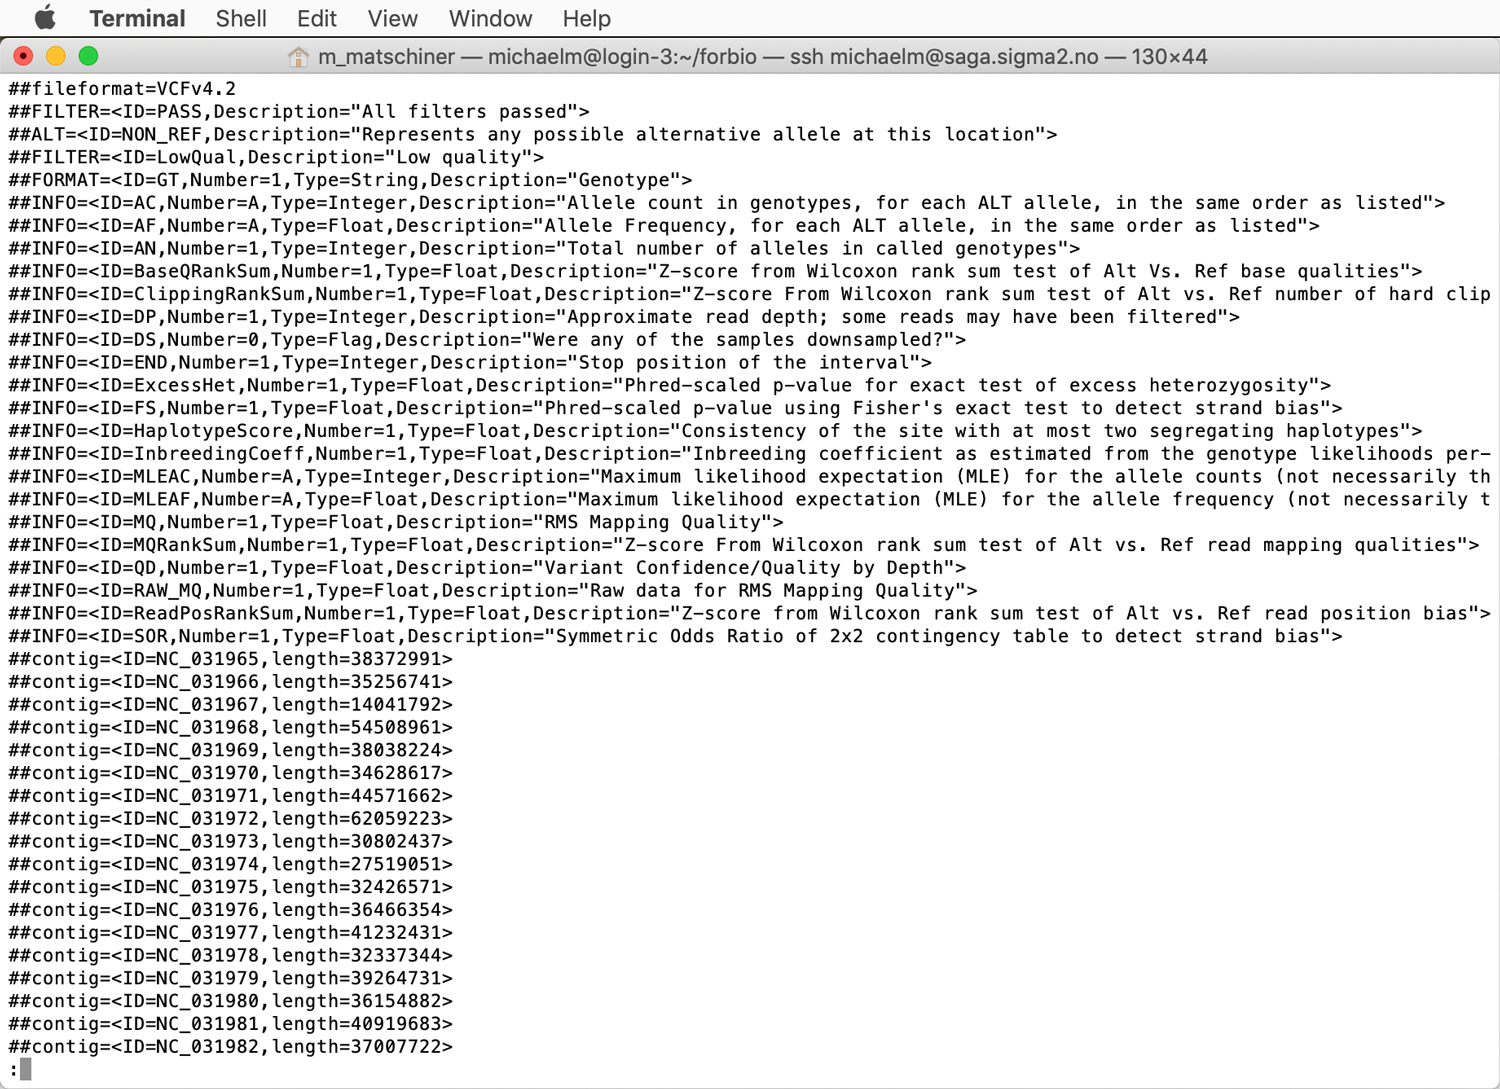 Terminal Shell Edit View Window Help
m_matschiner — michaelm@login-3:~/forbio — ssh michaelm@saga.sigma2.no — 130×44
##fileformat=VCFv4.2
##FILTER=<ID=PASS,Description="All filters passed">
##ALT=<ID=NON_REF,Description="Represents any possible alternative allele at this location">
##FILTER=<ID=LowQual,Description="Low quality">
##FORMAT=<ID=GT,Number=1,Type=String,Description="Genotype">
##INFO=<ID=AC,Number=A,Type=Integer,Description="Allele count in genotypes, for each ALT allele, in the same order as listed">
##INFO=<ID=AF,Number=A,Type=Float,Description="Allele Frequency, for each ALT allele, in the same order as listed">
##INFO=<ID=AN,Number=1,Type=Integer,Description="Total number of alleles in called genotypes">
##INFO=<ID=BaseQRankSum,Number=1,Type=Float,Description="Z-score from Wilcoxon rank sum test of Alt Vs. Ref base qualities">
##INFO=<ID=ClippingRankSum,Number=1,Type=Float,Description="Z-score From Wilcoxon rank sum test of Alt vs. Ref number of hard clip
##INFO=<ID=DP,Number=1,Type=Integer,Description="Approximate read depth; some reads may have been filtered">
##INFO=<ID=DS,Number=0,Type=Flag,Description="Were any of the samples downsampled?">
##INFO=<ID=END,Number=1,Type=Integer,Description="Stop position of the interval">
##INFO=<ID=ExcessHet,Number=1,Type=Float,Description="Phred-scaled p-value for exact test of excess heterozygosity">
##INFO=<ID=FS,Number=1,Type=Float,Description="Phred-scaled p-value using Fisher's exact test to detect strand bias">
##INFO=<ID=HaplotypeScore,Number=1,Type=Float,Description="Consistency of the site with at most two segregating haplotypes">
##INFO=<ID=InbreedingCoeff,Number=1,Type=Float,Description="Inbreeding coefficient as estimated from the genotype likelihoods per-
##INFO=<ID=MLEAC,Number=A,Type=Integer,Description="Maximum likelihood expectation (MLE) for the allele counts (not necessarily th
##INFO=<ID=MLEAF,Number=A,Type=Float,Description="Maximum likelihood expectation (MLE) for the allele frequency (not necessarily t
##INFO=<ID=MQ,Number=1,Type=Float,Description="RMS Mapping Quality">
##INFO=<ID=MQRankSum,Number=1,Type=Float,Description="Z-score From Wilcoxon rank sum test of Alt vs. Ref read mapping qualities">
##INFO=<ID=QD,Number=1,Type=Float,Description="Variant Confidence/Quality by Depth">
##INFO=<ID=RAW_MQ,Number=1,Type=Float,Description="Raw data for RMS Mapping Quality">
##INFO=<ID=ReadPosRankSum,Number=1,Type=Float,Description="Z-score from Wilcoxon rank sum test of Alt vs. Ref read position bias">
##INFO=<ID=SOR,Number=1,Type=Float,Description="Symmetric Odds Ratio of 2x2 contingency table to detect strand bias">
##contig=<ID=NC_031965,length=38372991>
##contig=<ID=NC_031966,length=35256741>
##contig=<ID=NC_031967,length=14041792>
##contig=<ID=NC_031968,length=54508961>
##contig=<ID=NC_031969,length=38038224>
##contig=<ID=NC_031970,length=34628617>
##contig=<ID=NC_031971,length=44571662>
##contig=<ID=NC_031972,length=62059223>
##contig=<ID=NC_031973,length=30802437>
##contig=<ID=NC_031974,length=27519051>
##contig=<ID=NC_031975,length=32426571>
##contig=<ID=NC_031976,length=36466354>
##contig=<ID=NC_031977,length=41232431>
##contig=<ID=NC_031978,length=32337344>
##contig=<ID=NC_031979,length=39264731>
##contig=<ID=NC_031980,length=36154882>
##contig=<ID=NC_031981,length=40919683>
##contig=<ID=NC_031982,length=37007722>
: